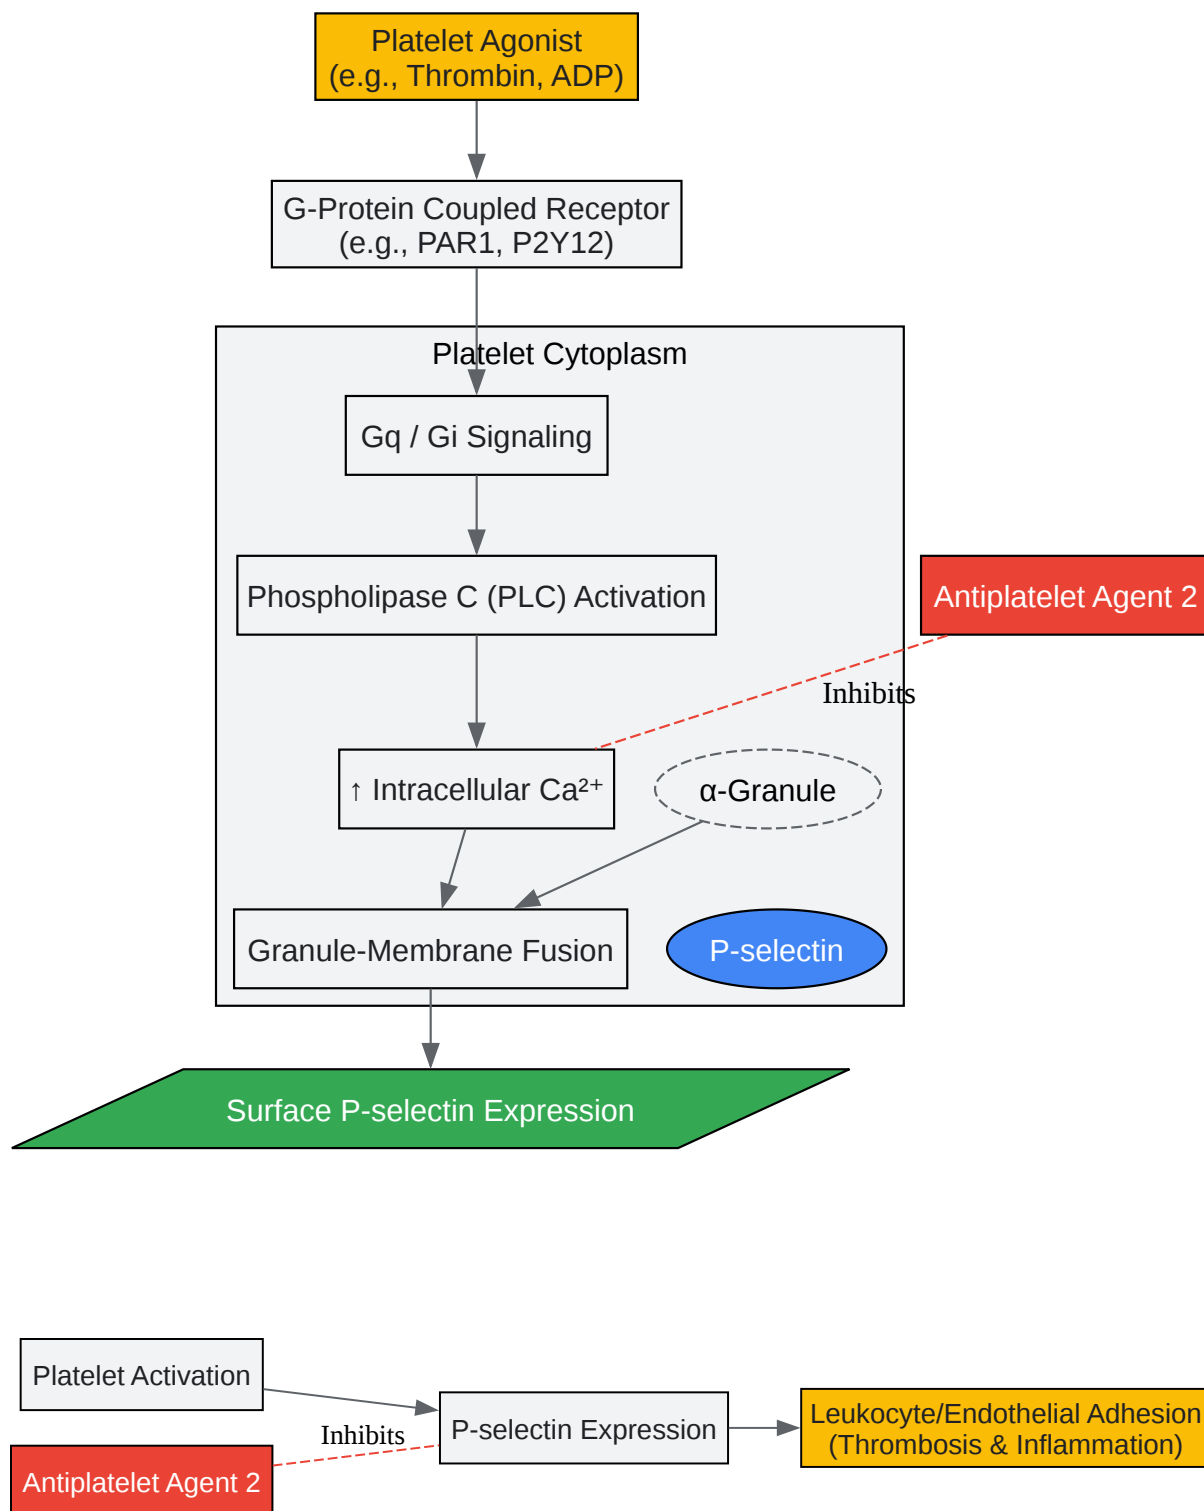 Platelet Agonist
(e.g., Thrombin, ADP)
G-Protein Coupled Receptor
(e.g., PAR1, P2Y12)
Platelet Cytoplasm
Gq / Gi Signaling
Phospholipase C (PLC) Activation
Antiplatelet Agent 2
Inhibits
↑ Intracellular Ca²⁺
α-Granule
Granule-Membrane Fusion
P-selectin
Surface P-selectin Expression
Platelet Activation
P-selectin Expression
Leukocyte/Endothelial Adhesion
(Thrombosis & Inflammation)
Inhibits
Antiplatelet Agent 2